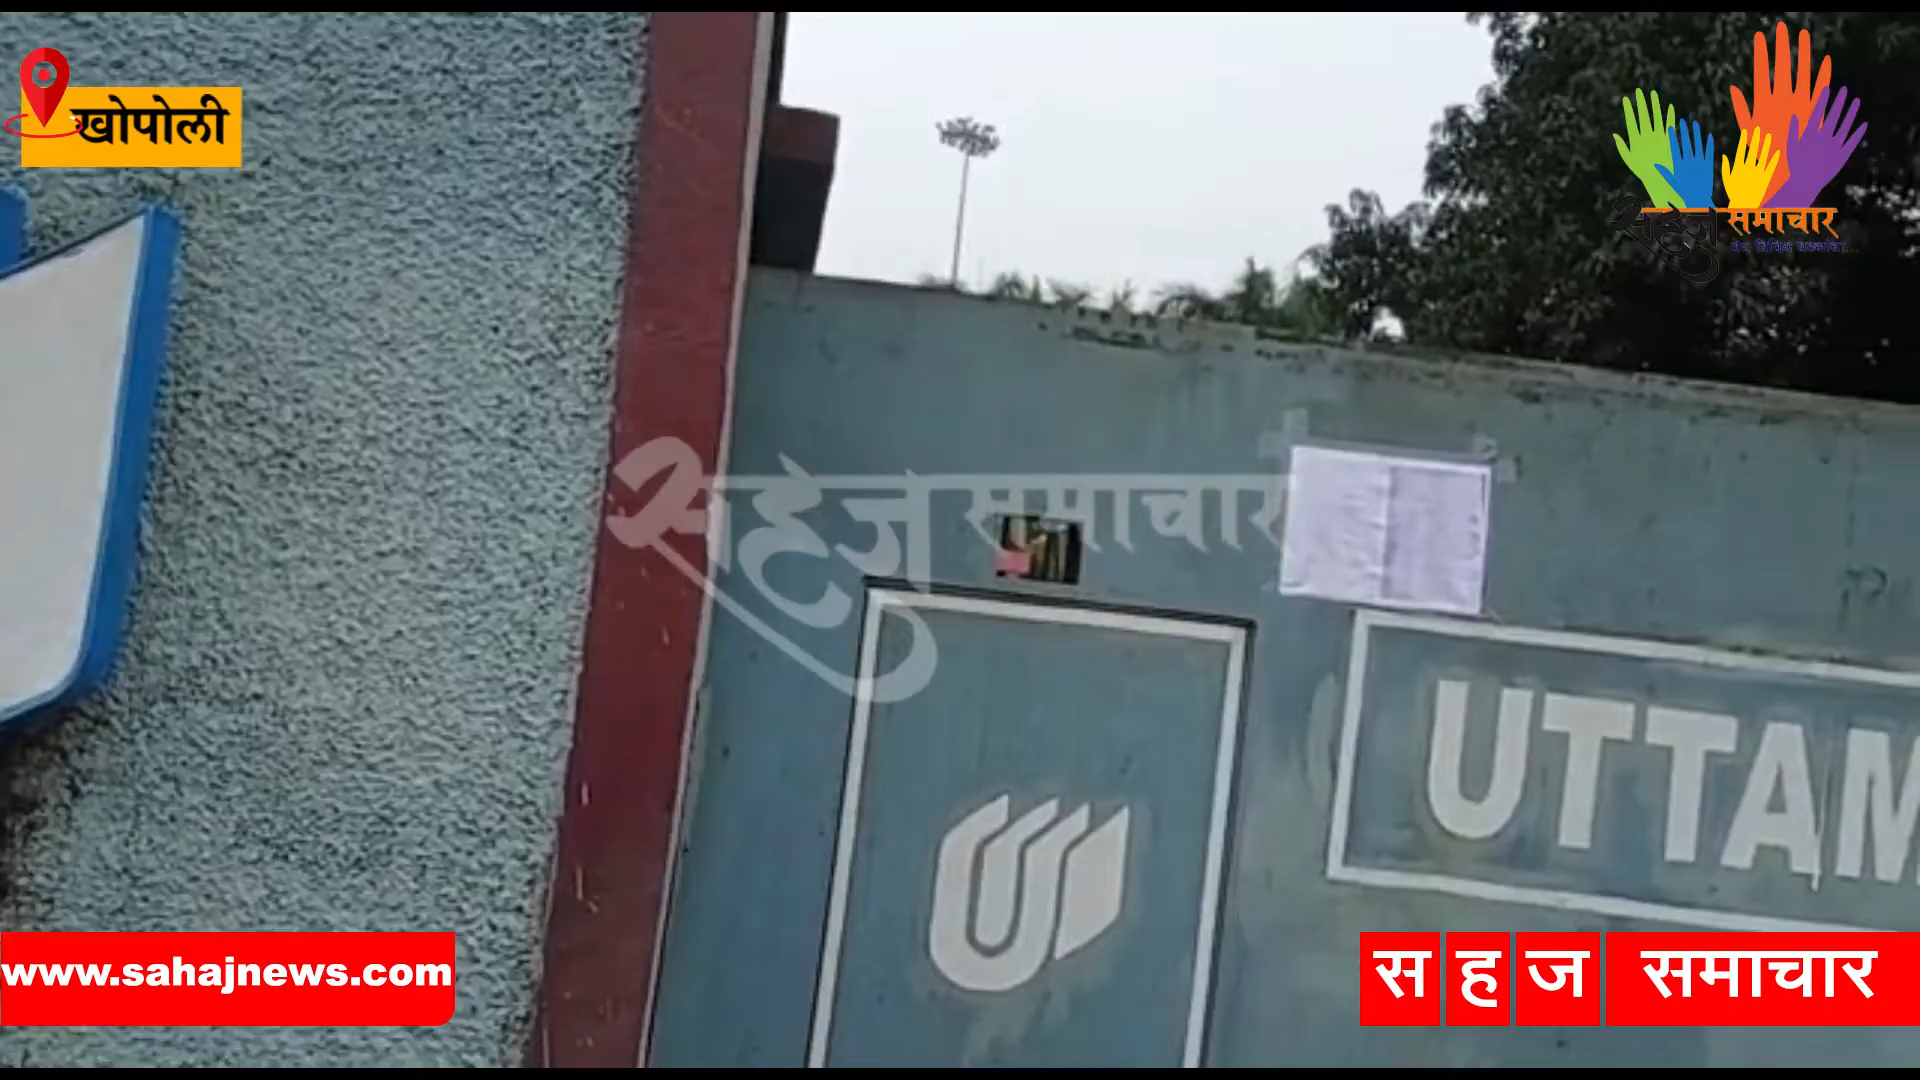 खोपोली
सहज समाचार
सहज समाचार
UTTAM
www.sahajnews.com
स ह ज समाचार